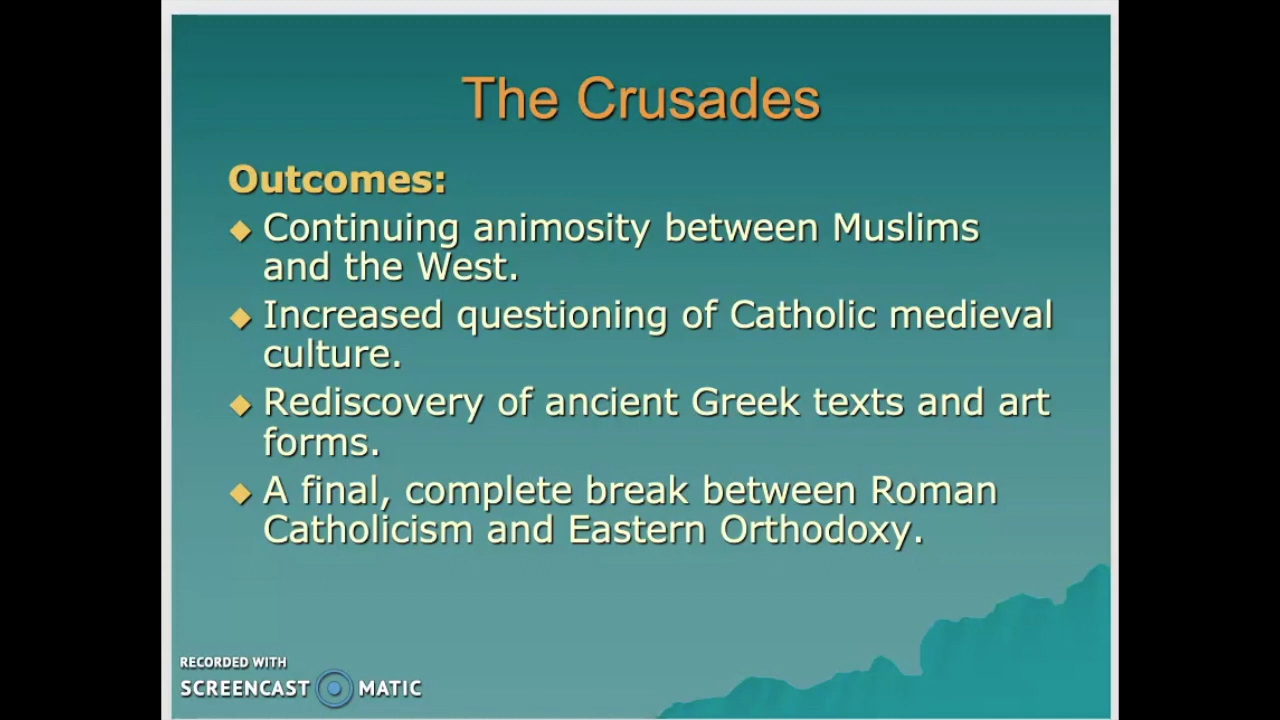 The Crusades
Outcomes:
Continuing animosity between Muslims
and the West.
Increased questioning of Catholic medieval
culture.
Rediscovery of ancient Greek texts and art
forms.
A final, complete break between Roman
Catholicism and Eastern Orthodoxy.
RECORDED WITH
SCREENCAST MATIC